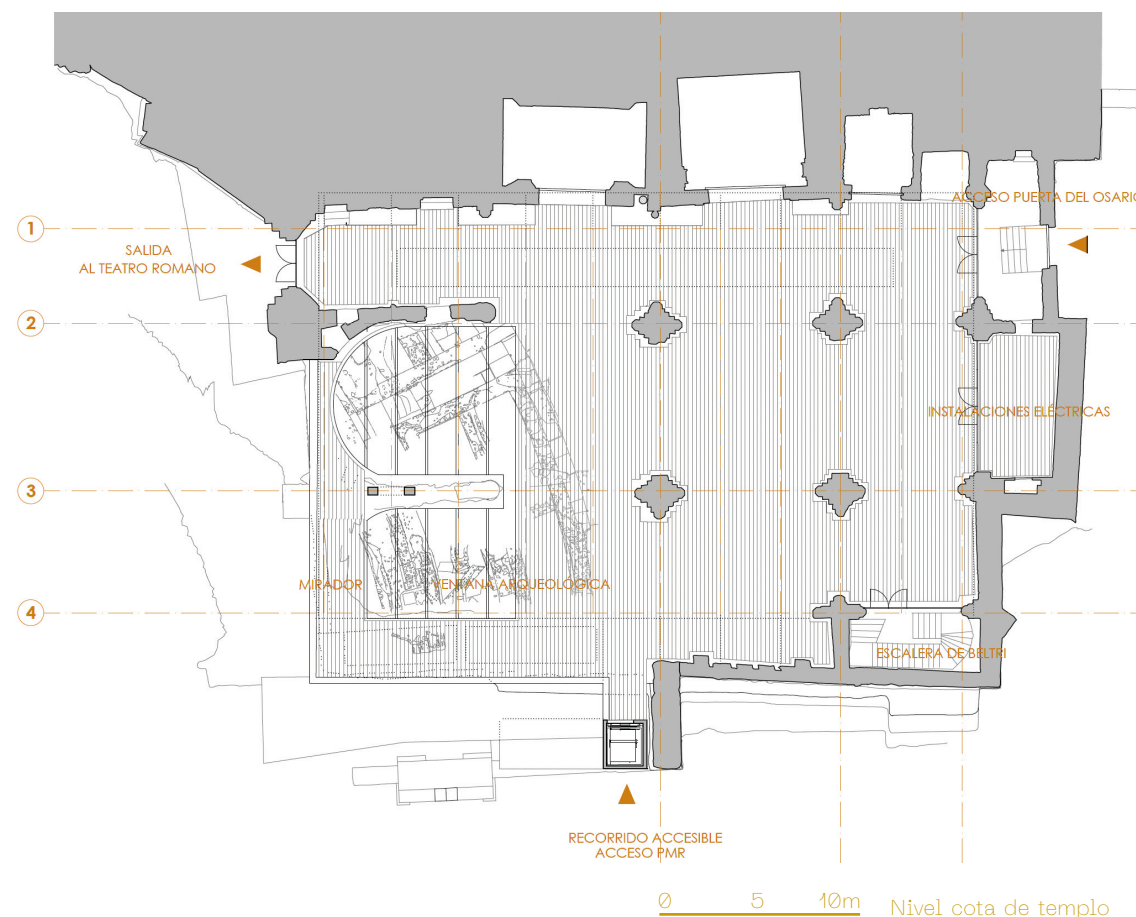 ACCESO PUERTA DEL OSARIO
1
SALIDA
AL TEATRO ROMANO
2
INSTALACIONES ELÉCTRICAS
3
MIRADOR
VENTANA ARQUEOLÓGICA
4
ESCALERA DE BELTRI
RECORRIDO ACCESIBLE
ACCESO PMR
0 5 10m
Nivel cota de templo